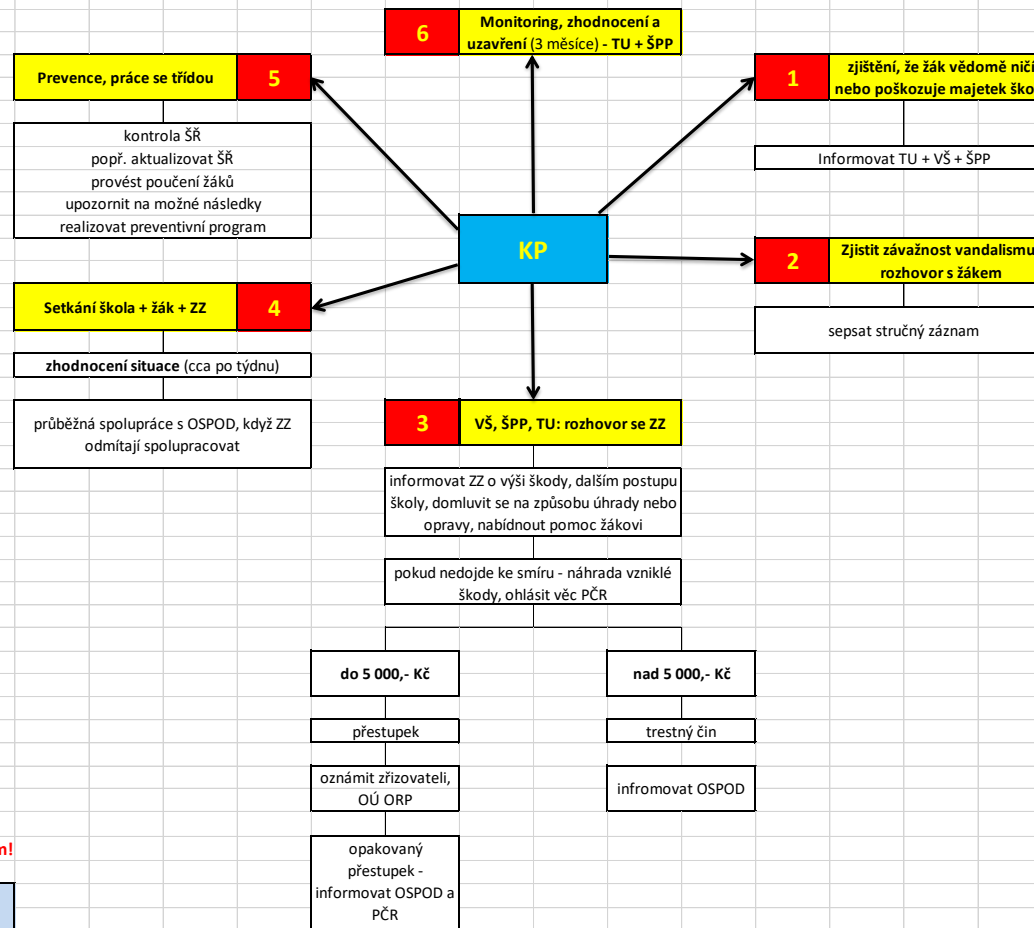 6
Monitoring, zhodnocení a
uzavření (3 měsíce) - TU + ŠPP
Prevence, práce se třídou
5
kontrola ŠŘ
popř. aktualizovat ŠŘ
provést poučení žáků
upozornit na možné následky
realizovat preventivní program
1
zjištění, že žák vědomě ničí
nebo poškozuje majetek ško
Informovat TU + VŠ + ŠPP
KP
2
Zjistit závažnost vandalismu
rozhovor s žákem
sepsat stručný záznam
Setkání škola + žák + ZZ
4
zhodnocení situace (cca po týdnu)
průběžná spolupráce s OSPOD, když ZZ
odmítají spolupracovat
3
VŠ, ŠPP, TU: rozhovor se ZZ
informovat ZZ o výši škody, dalším postupu
školy, domluvit se na způsobu úhrady nebo
opravy, nabídnout pomoc žákovi
pokud nedojde ke smíru - náhrada vzniklé
škody, ohlásit věc PČR
do 5 000,- Kč
přestupek
oznámit zřizovateli,
OÚ ORP
opakovaný
přestupek -
informovat OSPOD a
PČR
nad 5 000,- Kč
trestný čin
infromovat OSPOD
m!